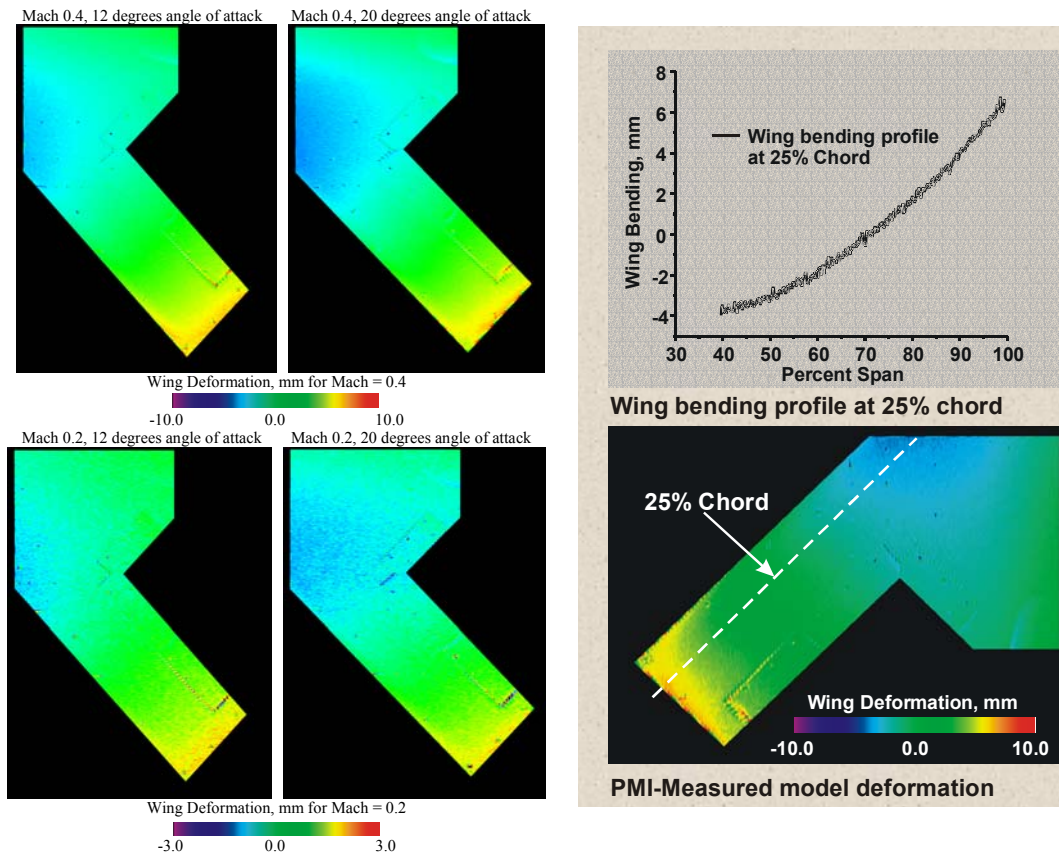 Mach 0.4, 12 degrees angle of attack
Mach 0.4, 20 degrees angle of attack
Wing Deformation, mm for Mach = 0.4
-10.0 0.0 10.0
Mach 0.2, 12 degrees angle of attack
Mach 0.2, 20 degrees angle of attack
Wing Deformation, mm for Mach = 0.2
-3.0 0.0 3.0
Wing Bending, mm
8
6
4
2
0
-2
-4
Wing bending profile
at 25% Chord
30 40 50 60 70 80 90 100
Percent Span
Wing bending profile at 25% chord
25% Chord
Wing Deformation, mm
-10.0 0.0 10.0
PMI-Measured model deformation